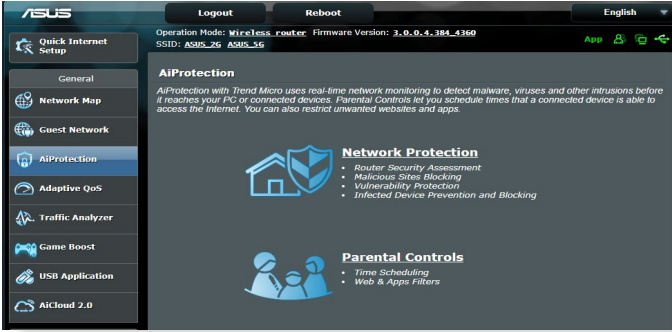 ASUS
Logout
Reboot
English
Operation Mode: Wireless router Firmware Version: 3.0.0.4.384_4360
SSID: ASUS_2G ASUS_5G
App
Quick Internet
Setup
General
Network Map
Guest Network
AiProtection
Adaptive QoS
Traffic Analyzer
Game Boost
USB Application
AiCloud 2.0
AiProtection
AiProtection with Trend Micro uses real-time network monitoring to detect malware, viruses and other intrusions before
it reaches your PC or connected devices. Parental Controls let you schedule times that a connected device is able to
access the Internet. You can also restrict unwanted websites and apps.
Network Protection
• Router Security Assessment
• Malicious Sites Blocking
• Vulnerability Protection
• Infected Device Prevention and Blocking
Parental Controls
• Time Scheduling
• Web & Apps Filters